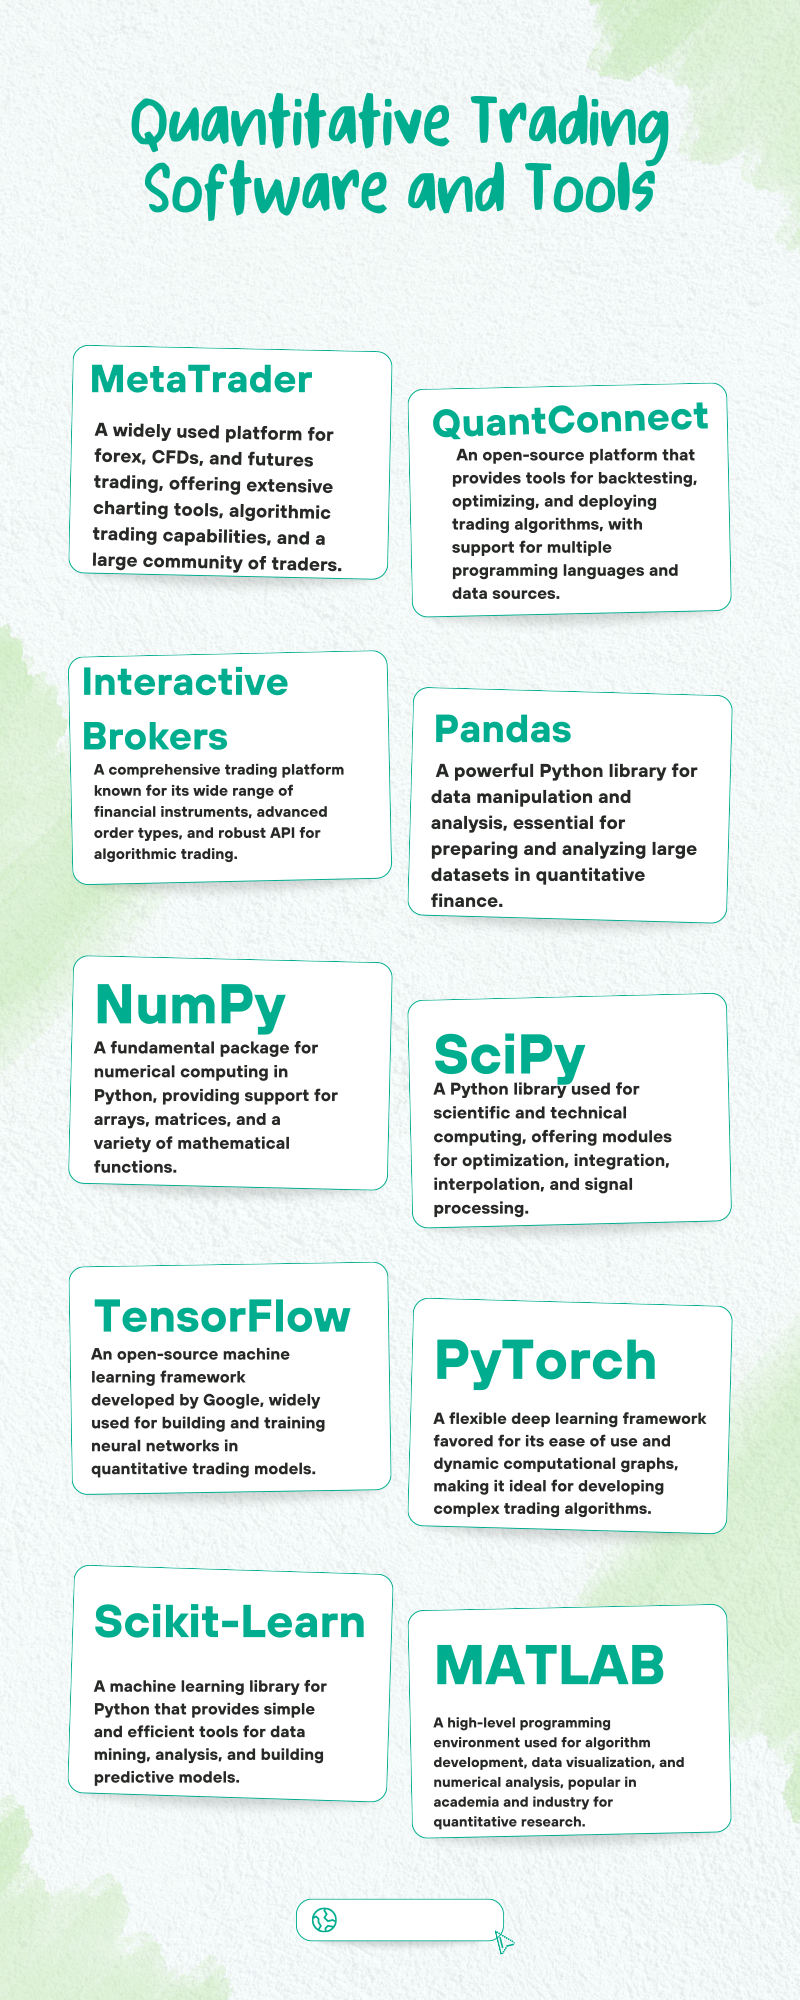 Quantitative Trading
Software and Tools
MetaTrader
A widely used platform for
forex, CFDs, and futures
trading, offering extensive
charting tools, algorithmic
trading capabilities, and a
large community of traders.
QuantConnect
An open-source platform that
provides tools for backtesting,
optimizing, and deploying
trading algorithms, with
support for multiple
programming languages and
data sources.
Interactive
Brokers
A comprehensive trading platform
known for its wide range of
financial instruments, advanced
order types, and robust API for
algorithmic trading.
Pandas
A powerful Python library for
data manipulation and
analysis, essential for
preparing and analyzing large
datasets in quantitative
finance.
NumPy
A fundamental package for
numerical computing in
Python, providing support for
arrays, matrices, and a
variety of mathematical
functions.
SciPy
A Python library used for
scientific and technical
computing, offering modules
for optimization, integration,
interpolation, and signal
processing.
TensorFlow
An open-source machine
learning framework
developed by Google, widely
used for building and training
neural networks in
quantitative trading models.
PyTorch
A flexible deep learning framework
favored for its ease of use and
dynamic computational graphs,
making it ideal for developing
complex trading algorithms.
Scikit-Learn
A machine learning library for
Python that provides simple
and efficient tools for data
mining, analysis, and building
predictive models.
MATLAB
A high-level programming
environment used for algorithm
development, data visualization, and
numerical analysis, popular in
academia and industry for
quantitative research.